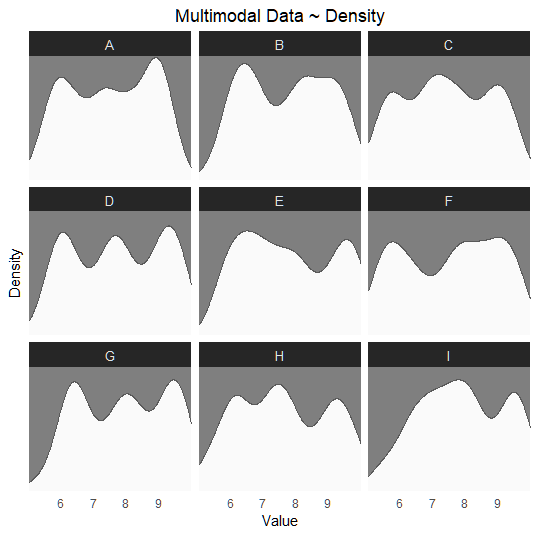 Multimodal Data ~ Density
A B C
D E F
Density
G H I
6 7 8 9 6 7 8 9 6 7 8 9
Value